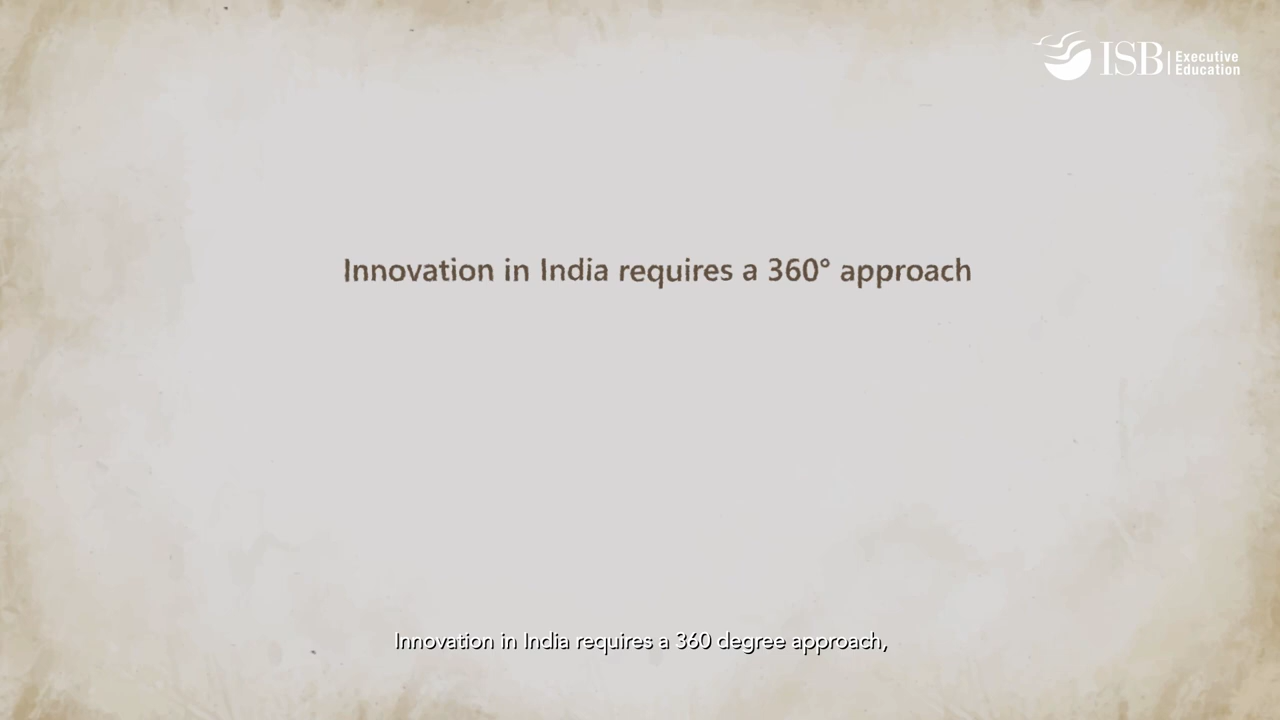 ISB | Executive
Education
Innovation in India requires a 360° approach
Innovation in India requires a 360 degree approach,